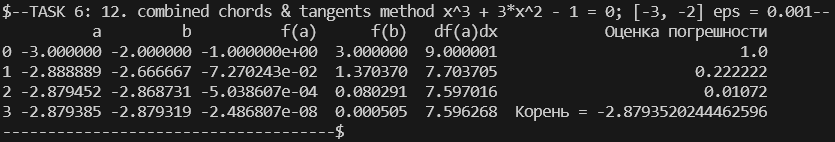 $--TASK 6: 12. combined chords & tangents method x^3 + 3*x^2 - 1 = 0; [-3, -2] eps = 0.001--
a b f(a) f(b) df(a)dx Оценка погрешности
0 -3.000000 -2.000000 -1.000000e+00 3.000000 9.000001 1.0
1 -2.888889 -2.666667 -7.270243e-02 1.370370 7.703705 0.222222
2 -2.879452 -2.868731 -5.038607e-04 0.080291 7.597016 0.01072
3 -2.879385 -2.879319 -2.486807e-08 0.000505 7.596268 Корень = -2.8793520244462596
-------------------------------------$